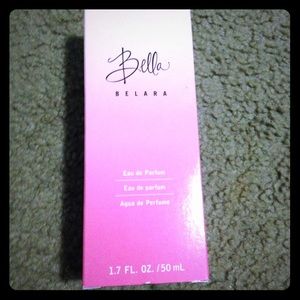 Bella
BELARA
Eau de Parfum
Eau de parfum
Agua de Perfume
1.7 FL. OZ. / 50 mL